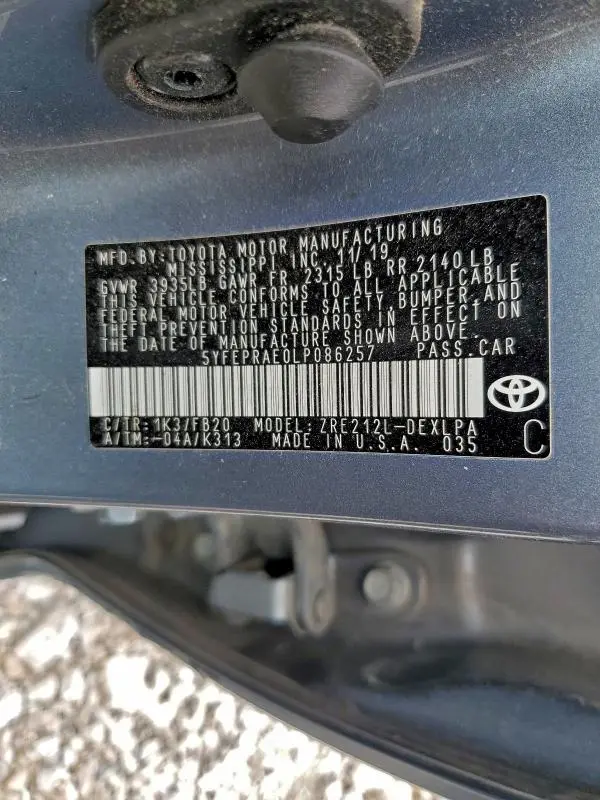 MFD.BY:TOYOTA MOTOR MANUFACTURING
MISSISSIPPI INC. 11/19
GVWR 3935LB GAWR FR 2315 LB RR 2140 LB
THIS VEHICLE CONFORMS TO ALL APPLICABLE
FEDERAL MOTOR VEHICLE SAFETY, BUMPER,AND
THEFT PREVENTION STANDARDS IN EFFECT ON
THE DATE OF MANUFACTURE SHOWN ABOVE.
5YFEPRAE0LP086257 PASS.CAR
C/TR: 1K3/FB20 MODEL: ZRE212L-DEXLPA
A/TM:-04A/K313 MADE IN U.S.A. 035
C